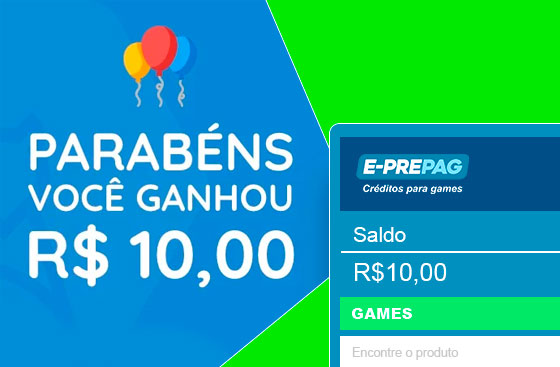 PARABÉNS
VOCÊ GANHOU
R$ 10,00
E-PREPAG
Créditos para games
Saldo
R$10,00
GAMES
Encontre o produto